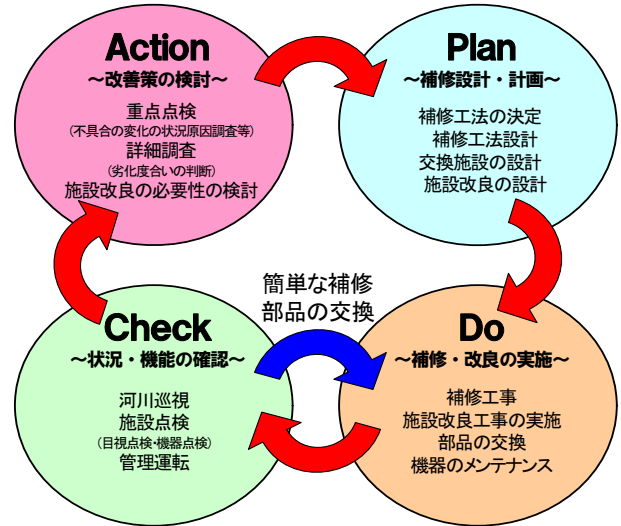 Action
～改善策の検討～
重点点検
(不具合の変化の状況原因調査等)
詳細調査
(劣化度合いの判断)
施設改良の必要性の検討
Plan
～補修設計・計画～
補修工法の決定
補修工法設計
交換施設の設計
施設改良の設計
簡単な補修
部品の交換
Check
～状況・機能の確認～
河川巡視
施設点検
(目視点検・機器点検)
管理運転
Do
～補修・改良の実施～
補修工事
施設改良工事の実施
部品の交換
機器のメンテナンス